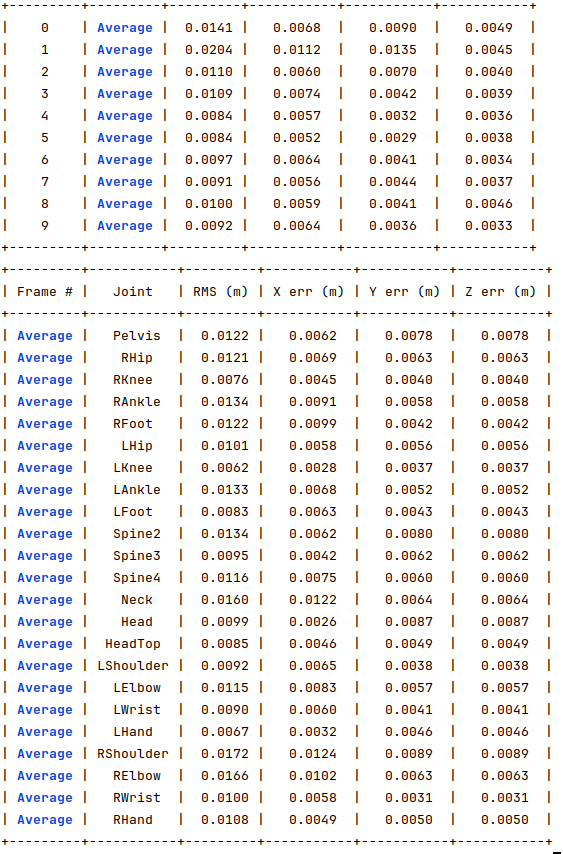 +---------+---------+---------+-----------+-----------+-----------+
|    0    | Average |  0.0141 |   0.0068  |   0.0090  |   0.0049  |
|    1    | Average |  0.0204 |   0.0112  |   0.0135  |   0.0045  |
|    2    | Average |  0.0110 |   0.0060  |   0.0070  |   0.0040  |
|    3    | Average |  0.0109 |   0.0074  |   0.0042  |   0.0039  |
|    4    | Average |  0.0084 |   0.0057  |   0.0032  |   0.0036  |
|    5    | Average |  0.0084 |   0.0052  |   0.0029  |   0.0038  |
|    6    | Average |  0.0097 |   0.0064  |   0.0041  |   0.0034  |
|    7    | Average |  0.0091 |   0.0056  |   0.0044  |   0.0037  |
|    8    | Average |  0.0100 |   0.0059  |   0.0041  |   0.0046  |
|    9    | Average |  0.0092 |   0.0064  |   0.0036  |   0.0033  |
+---------+---------+---------+-----------+-----------+-----------+
+---------+-----------+---------+-----------+-----------+-----------+
| Frame # |   Joint   | RMS (m) | X err (m) | Y err (m) | Z err (m) |
+---------+-----------+---------+-----------+-----------+-----------+
| Average |   Pelvis  |  0.0122 |   0.0062  |   0.0078  |   0.0078  |
| Average |    RHip   |  0.0121 |   0.0069  |   0.0063  |   0.0063  |
| Average |   RKnee   |  0.0076 |   0.0045  |   0.0040  |   0.0040  |
| Average |   RAnkle  |  0.0134 |   0.0091  |   0.0058  |   0.0058  |
| Average |   RFoot   |  0.0122 |   0.0099  |   0.0042  |   0.0042  |
| Average |    LHip   |  0.0101 |   0.0058  |   0.0056  |   0.0056  |
| Average |   LKnee   |  0.0062 |   0.0028  |   0.0037  |   0.0037  |
| Average |   LAnkle  |  0.0133 |   0.0068  |   0.0052  |   0.0052  |
| Average |   LFoot   |  0.0083 |   0.0063  |   0.0043  |   0.0043  |
| Average |   Spine2  |  0.0134 |   0.0062  |   0.0080  |   0.0080  |
| Average |   Spine3  |  0.0095 |   0.0042  |   0.0062  |   0.0062  |
| Average |   Spine4  |  0.0116 |   0.0075  |   0.0060  |   0.0060  |
| Average |    Neck   |  0.0160 |   0.0122  |   0.0064  |   0.0064  |
| Average |    Head   |  0.0099 |   0.0026  |   0.0087  |   0.0087  |
| Average |  HeadTop  |  0.0085 |   0.0046  |   0.0049  |   0.0049  |
| Average | LShoulder |  0.0092 |   0.0065  |   0.0038  |   0.0038  |
| Average |   LElbow  |  0.0115 |   0.0083  |   0.0057  |   0.0057  |
| Average |   LWrist  |  0.0090 |   0.0060  |   0.0041  |   0.0041  |
| Average |   LHand   |  0.0067 |   0.0032  |   0.0046  |   0.0046  |
| Average | RShoulder |  0.0172 |   0.0124  |   0.0089  |   0.0089  |
| Average |   RElbow  |  0.0166 |   0.0102  |   0.0063  |   0.0063  |
| Average |   RWrist  |  0.0100 |   0.0058  |   0.0031  |   0.0031  |
| Average |   RHand   |  0.0108 |   0.0049  |   0.0050  |   0.0050  |
+---------+-----------+---------+-----------+-----------+-----------+